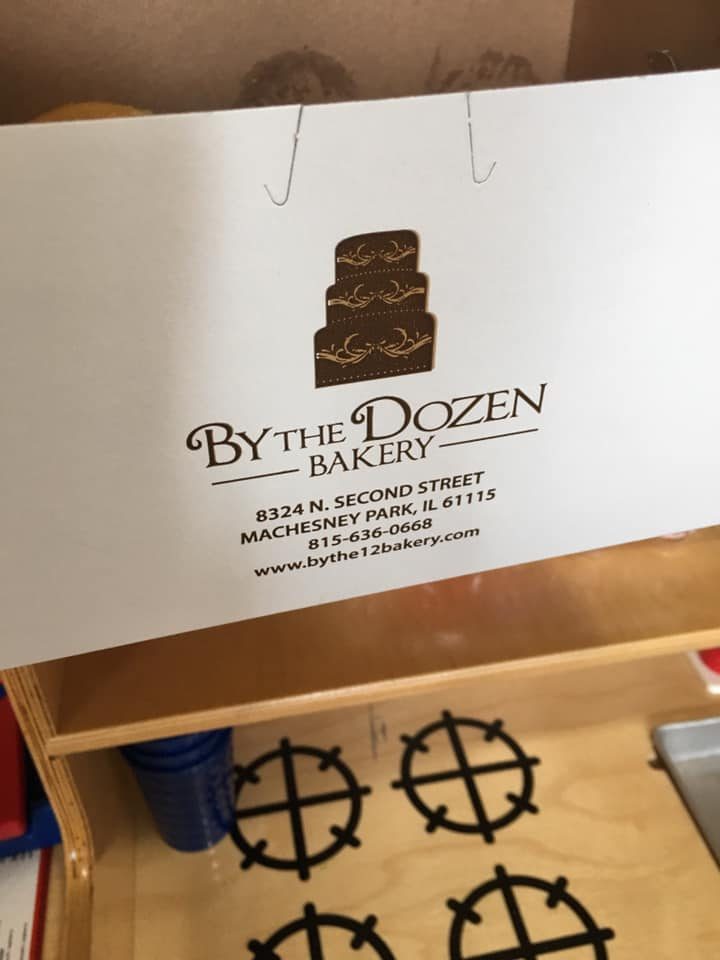 By the Dozen
Bakery
8324 N. SECOND STREET
MACHESNEY PARK, IL 61115
815-636-0668
www.bythe12bakery.com